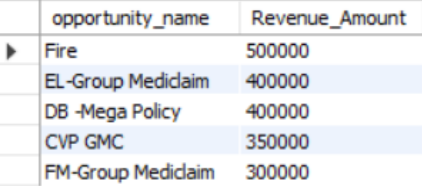 opportunity_name Revenue_Amount
Fire 500000
EL-Group Mediclaim 400000
DB -Mega Policy 400000
CVP GMC 350000
FM-Group Mediclaim 300000